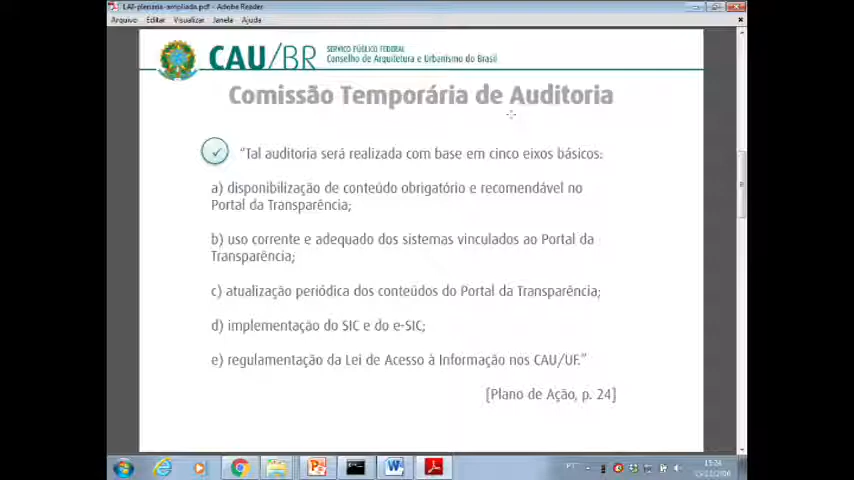 LAI-plenaria-ampliada.pdf - Adobe Reader
Arquivo Editar Visualizar Janela Ajuda
CAU/BR
SERVIÇO PÚBLICO FEDERAL
Conselho de Arquitetura e Urbanismo do Brasil
Comissão Temporária de Auditoria
“Tal auditoria será realizada com base em cinco eixos básicos:
a) disponibilização de conteúdo obrigatório e recomendável no
Portal da Transparência;
b) uso corrente e adequado dos sistemas vinculados ao Portal da
Transparência;
c) atualização periódica dos conteúdos do Portal da Transparência;
d) implementação do SIC e do e-SIC;
e) regulamentação da Lei de Acesso à Informação nos CAU/UF.”
[Plano de Ação, p. 24]
PT